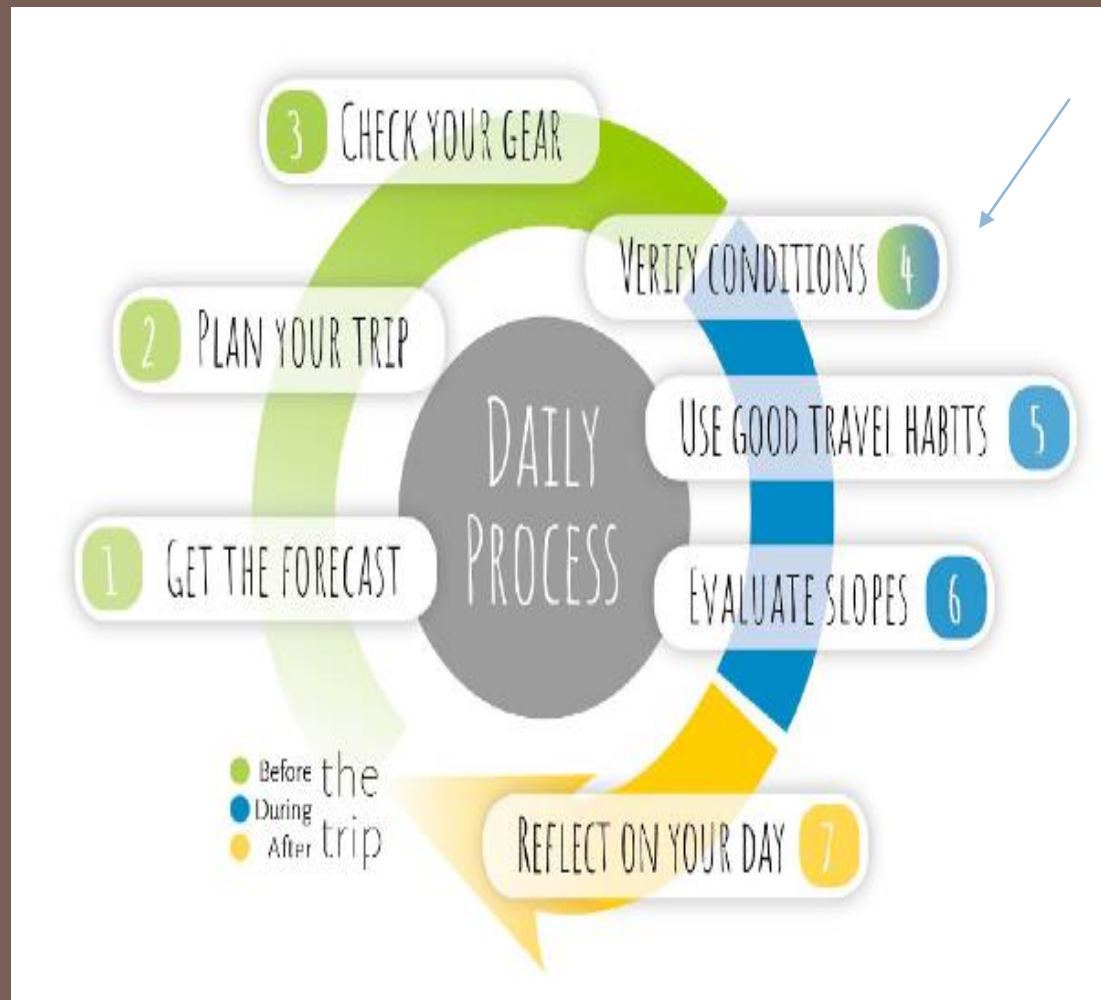 3 CHECK YOUR GEAR
VERIFY CONDITIONS 4
2 PLAN YOUR TRIP
USE GOOD TRAVEL HABITS 5
DAILY
PROCESS
1 GET THE FORECAST
EVALUATE SLOPES 6
Before the
During
After trip
REFLECT ON YOUR DAY 7